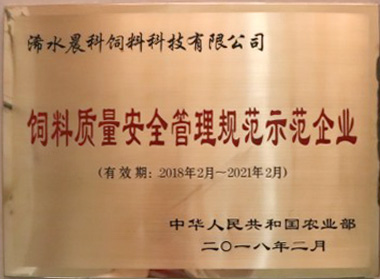 浠水晨科饲料科技有限公司
饲料质量安全管理规范示范企业
(有效期：2018年2月～2021年2月)
中华人民共和国农业部
二〇一八年二月